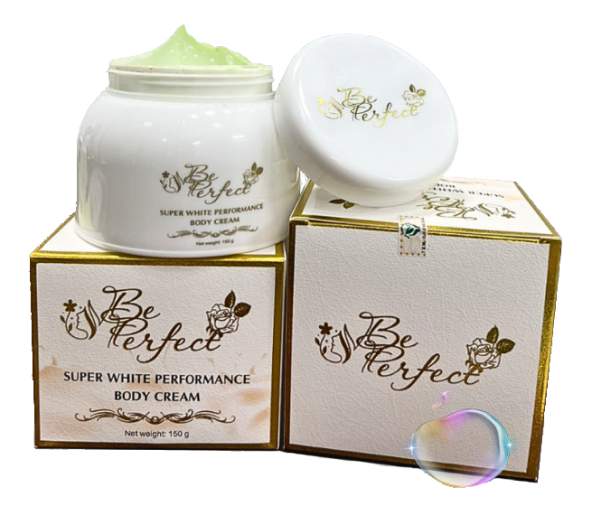 Be
Perfect
SUPER WHITE PERFORMANCE
BODY CREAM
Net weight: 150 g
Be
Perfect
Be
Perfect
SUPER WHITE PERFORMANCE
BODY CREAM
Net weight: 150 g
Be
Perfect